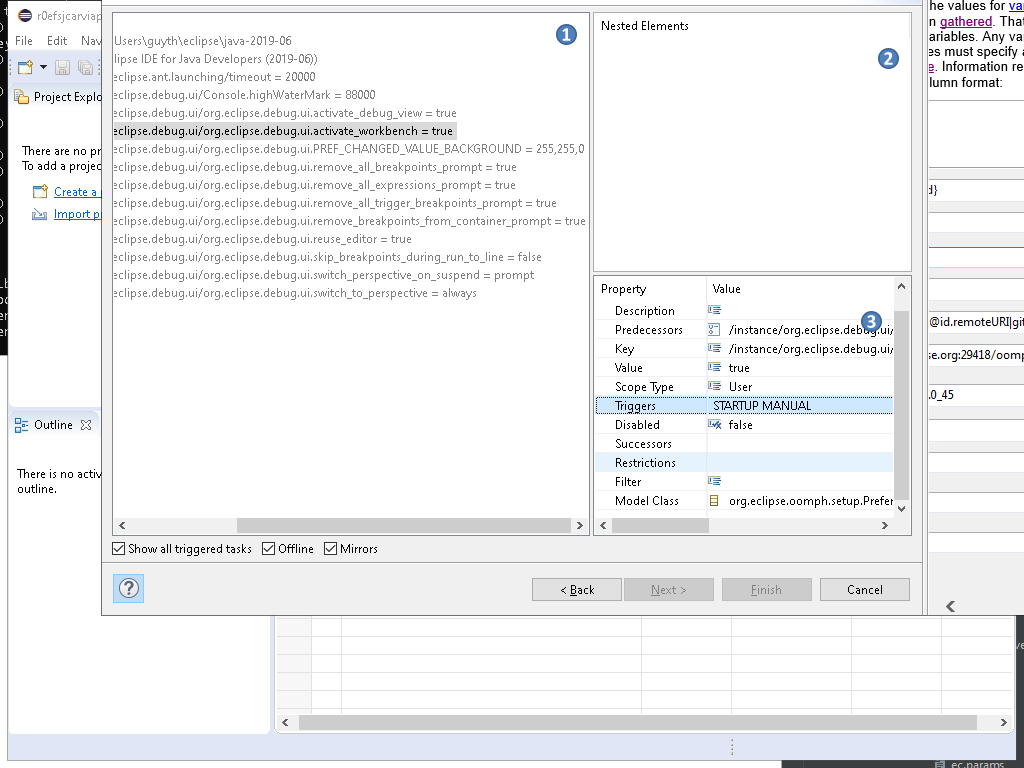 r0efsjcarviap
File Edit Nav
Project Explo
There are no pr
To add a projec
Create a
Import p
Outline
There is no activ
outline.
Users\guyth\eclipse\java-2019-06
lipse IDE for Java Developers (2019-06))
eclipse.ant.launching/timeout = 20000
eclipse.debug.ui/Console.highWaterMark = 88000
eclipse.debug.ui/org.eclipse.debug.ui.activate_debug_view = true
eclipse.debug.ui/org.eclipse.debug.ui.activate_workbench = true
eclipse.debug.ui/org.eclipse.debug.ui.PREF_CHANGED_VALUE_BACKGROUND = 255,255,0
eclipse.debug.ui/org.eclipse.debug.ui.remove_all_breakpoints_prompt = true
eclipse.debug.ui/org.eclipse.debug.ui.remove_all_expressions_prompt = true
eclipse.debug.ui/org.eclipse.debug.ui.remove_all_trigger_breakpoints_prompt = true
eclipse.debug.ui/org.eclipse.debug.ui.remove_breakpoints_from_container_prompt = true
eclipse.debug.ui/org.eclipse.debug.ui.reuse_editor = true
eclipse.debug.ui/org.eclipse.debug.ui.skip_breakpoints_during_run_to_line = false
eclipse.debug.ui/org.eclipse.debug.ui.switch_perspective_on_suspend = prompt
eclipse.debug.ui/org.eclipse.debug.ui.switch_to_perspective = always
1
Nested Elements
2
Property Value
Description
3
Predecessors /instance/org.eclipse.debug.ui/
Key /instance/org.eclipse.debug.ui/
Value true
Scope Type User
Triggers STARTUP MANUAL
Disabled false
Successors
Restrictions
Filter
Model Class org.eclipse.oomph.setup.Prefer
Show all triggered tasks Offline Mirrors
? < Back Next > Finish Cancel
he values for va
n gathered. That
ariables. Any va
es must specify a
e. Information re
lumn format:
d}
@id.remoteURI|git
se.org:29418/oomp
.0_45
ve
ec.params